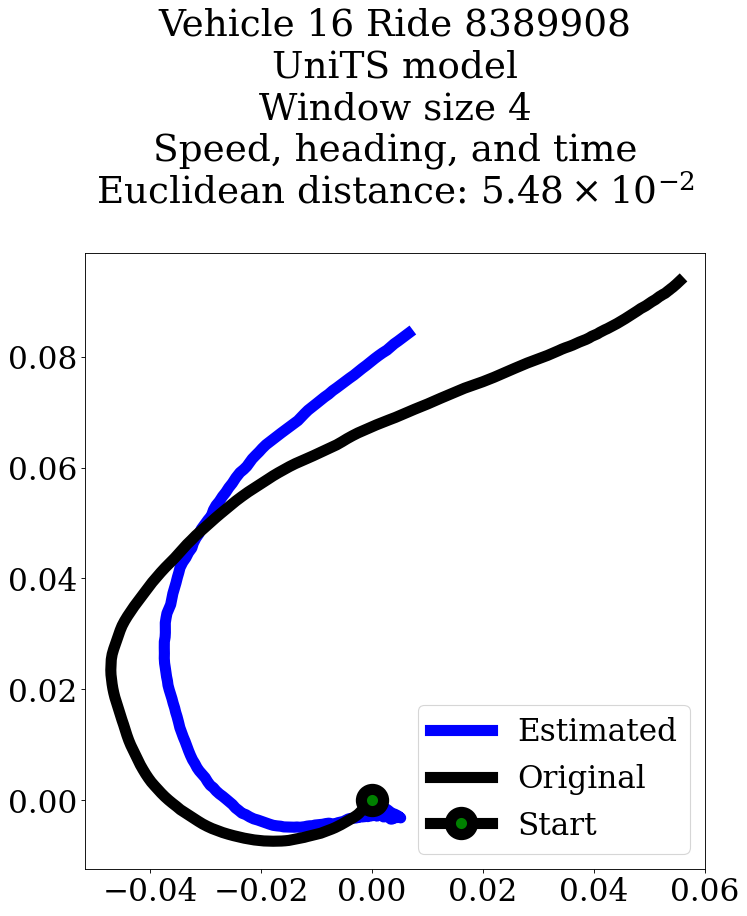 Vehicle 16 Ride 8389908
UniTS model
Window size 4
Speed, heading, and time
Euclidean distance: 5.48 × 10⁻²
0.08
0.06
0.04
0.02
0.00
Estimated
Original
Start
−0.04 −0.02 0.00 0.02 0.04 0.06